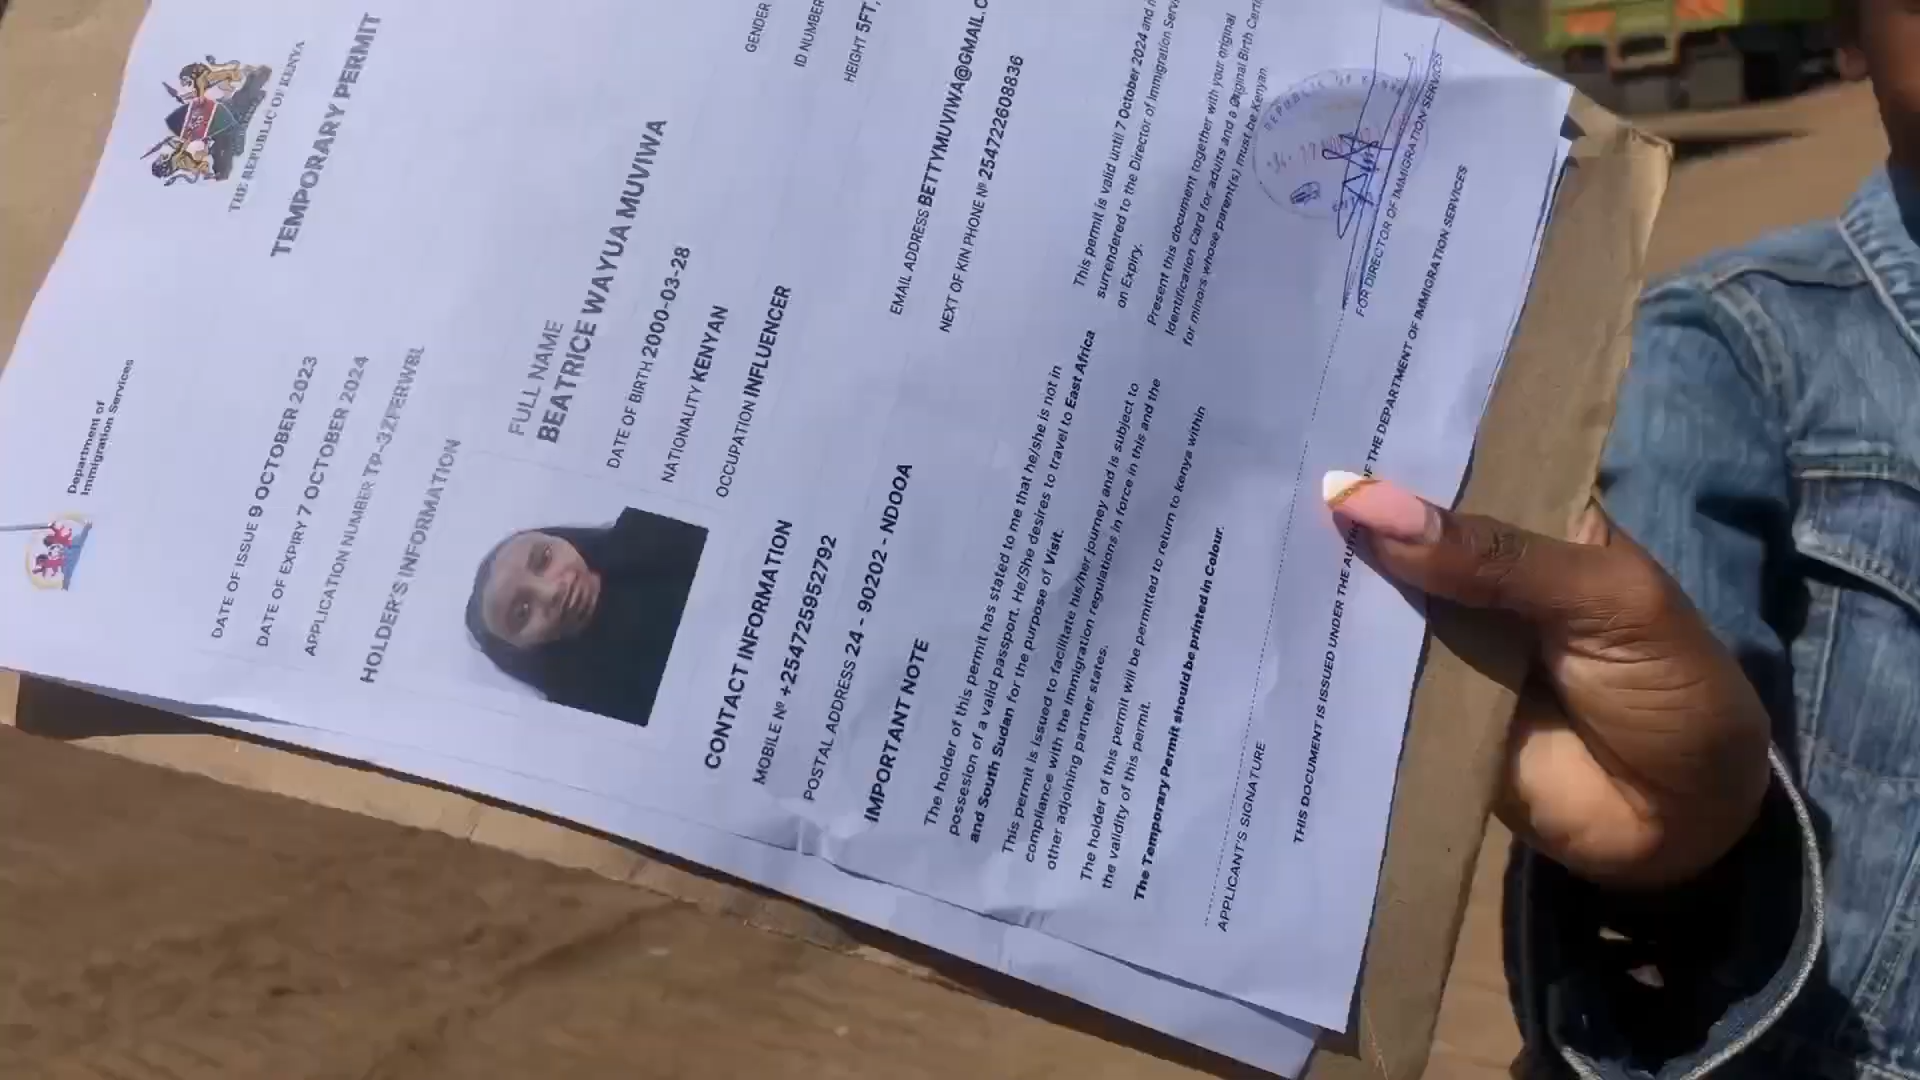 Department of
Immigration Services
THE REPUBLIC OF KENYA
TEMPORARY PERMIT
DATE OF ISSUE 9 OCTOBER 2023
DATE OF EXPIRY 7 OCTOBER 2024
APPLICATION NUMBER TP-3ZFERWBL
HOLDER'S INFORMATION
FULL NAME
BEATRICE WAYUA MUVIWA
DATE OF BIRTH 2000-03-28
GENDER
NATIONALITY KENYAN
ID NUMBER
OCCUPATION INFLUENCER
HEIGHT 5FT,
CONTACT INFORMATION
MOBILE Nº +254725952792
EMAIL ADDRESS BETTYMUVIWA@GMAIL.C
POSTAL ADDRESS 24 - 90202 - NDOOA
NEXT OF KIN PHONE Nº 254722608836
IMPORTANT NOTE
The holder of this permit has stated to me that he/she is not in
possession of a valid passport. He/She desires to travel to East Africa
and South Sudan for the purpose of Visit.
This permit is issued to facilitate his/her journey and is subject to
compliance with the immigration regulations in force in this and the
other adjoining partner states.
The holder of this permit will be permitted to return to Kenya within
the validity of this permit.
The Temporary Permit should be printed in Colour.
This permit is valid until 7 October 2024 and
surrendered to the Director of Immigration Serv
on Expiry.
Present this document together with your original
Identification Card for adults and a original Birth Certi
for minors whose parent(s) must be Kenyan.
REPUBLIC OF KENYA
APPLICANT'S SIGNATURE
FOR DIRECTOR OF IMMIGRATION SERVICES
THIS DOCUMENT IS ISSUED UNDER THE OF THE DEPARTMENT OF IMMIGRATION SERVICES